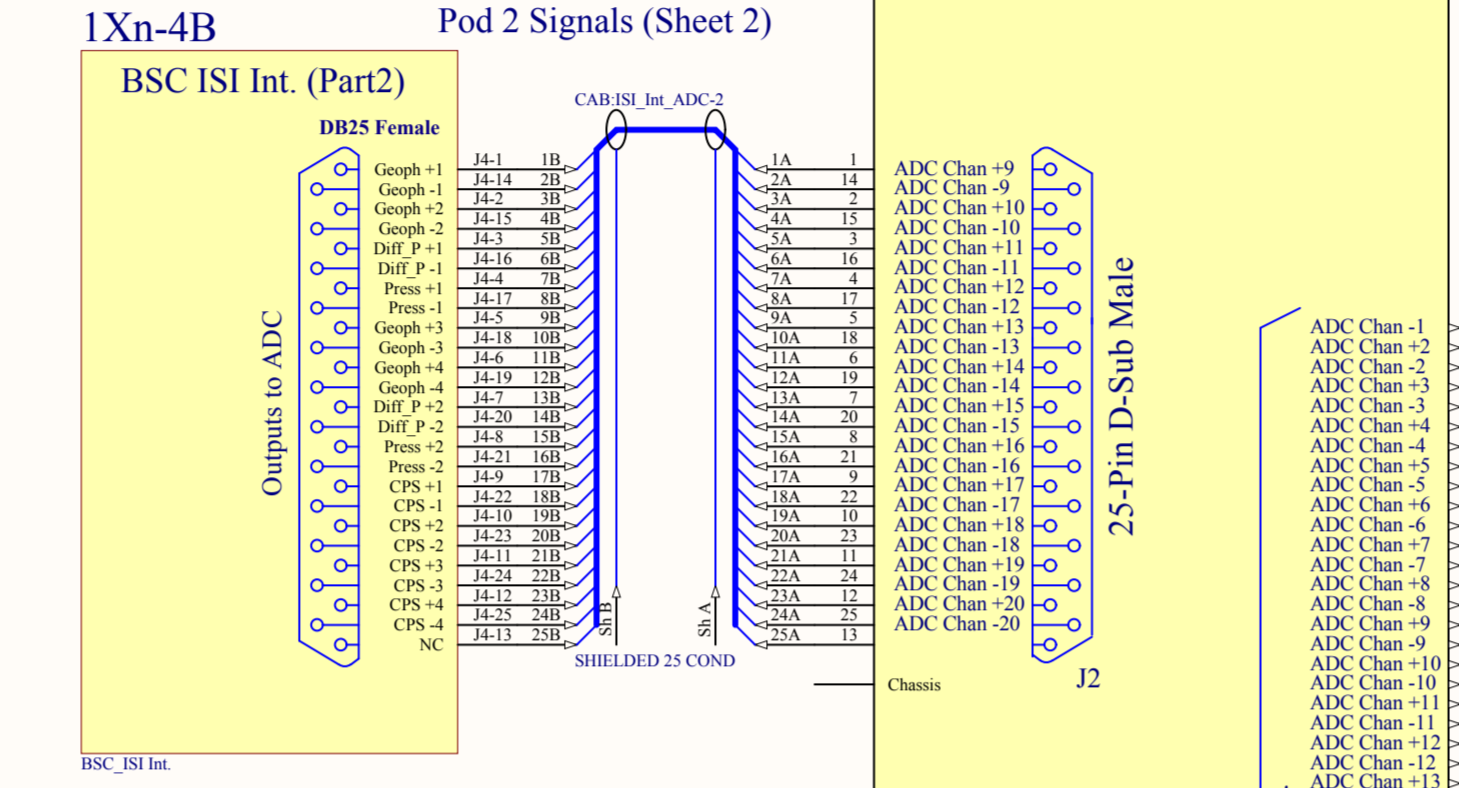 1Xn-4B
Pod 2 Signals (Sheet 2)
BSC ISI Int. (Part2)
CAB:ISI_Int_ADC-2
DB25 Female
Geoph +1 J4-1 1B 1A 1 ADC Chan +9
Geoph -1 J4-14 2B 2A 14 ADC Chan -9
Geoph +2 J4-2 3B 3A 2 ADC Chan +10
Geoph -2 J4-15 4B 4A 15 ADC Chan -10
Diff_P +1 J4-3 5B 5A 3 ADC Chan +11
Diff_P -1 J4-16 6B 6A 16 ADC Chan -11
Press +1 J4-4 7B 7A 4 ADC Chan +12
Press -1 J4-17 8B 8A 17 ADC Chan -12
Geoph +3 J4-5 9B 9A 5 ADC Chan +13
Geoph -3 J4-18 10B 10A 18 ADC Chan -13
Geoph +4 J4-6 11B 11A 6 ADC Chan +14
Geoph -4 J4-19 12B 12A 19 ADC Chan -14
Diff_P +2 J4-7 13B 13A 7 ADC Chan +15
Diff_P -2 J4-20 14B 14A 20 ADC Chan -15
Press +2 J4-8 15B 15A 8 ADC Chan +16
Press -2 J4-21 16B 16A 21 ADC Chan -16
CPS +1 J4-9 17B 17A 9 ADC Chan +17
CPS -1 J4-22 18B 18A 22 ADC Chan -17
CPS +2 J4-10 19B 19A 10 ADC Chan +18
CPS -2 J4-23 20B 20A 23 ADC Chan -18
CPS +3 J4-11 21B 21A 11 ADC Chan +19
CPS -3 J4-24 22B 22A 24 ADC Chan -19
CPS +4 J4-12 23B 23A 12 ADC Chan +20
CPS -4 J4-25 24B 24A 25 ADC Chan -20
NC J4-13 25B 25A 13
Outputs to ADC
Sh B
Sh A
SHIELDED 25 COND
25-Pin D-Sub Male
J2
Chassis
BSC_ISI Int.
ADC Chan -1
ADC Chan +2
ADC Chan -2
ADC Chan +3
ADC Chan -3
ADC Chan +4
ADC Chan -4
ADC Chan +5
ADC Chan -5
ADC Chan +6
ADC Chan -6
ADC Chan +7
ADC Chan -7
ADC Chan +8
ADC Chan -8
ADC Chan +9
ADC Chan -9
ADC Chan +10
ADC Chan -10
ADC Chan +11
ADC Chan -11
ADC Chan +12
ADC Chan -12
ADC Chan +13